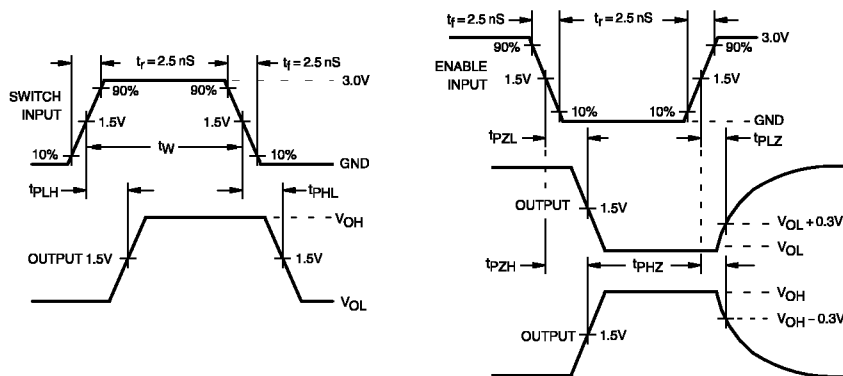 tr = 2.5 nS
tf = 2.5 nS
3.0V
SWITCH
INPUT
90%
90%
1.5V
1.5V
10%
tW
10%
GND
tPLH
tPHL
VOH
OUTPUT 1.5V
1.5V
VOL
tf = 2.5 nS
tr = 2.5 nS
3.0V
90%
90%
ENABLE
INPUT
1.5V
1.5V
10%
10%
GND
tPZL
tPLZ
OUTPUT
1.5V
VOL + 0.3V
VOL
tPZH
tPHZ
VOH
VOH – 0.3V
OUTPUT
1.5V